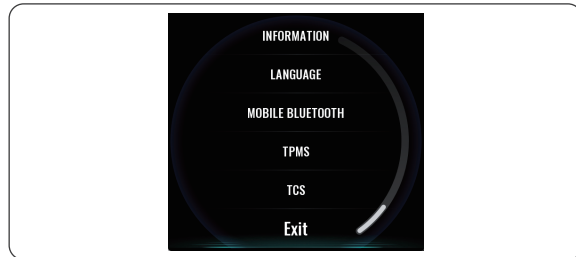 INFORMATION
LANGUAGE
MOBILE BLUETOOTH
TPMS
TCS
Exit